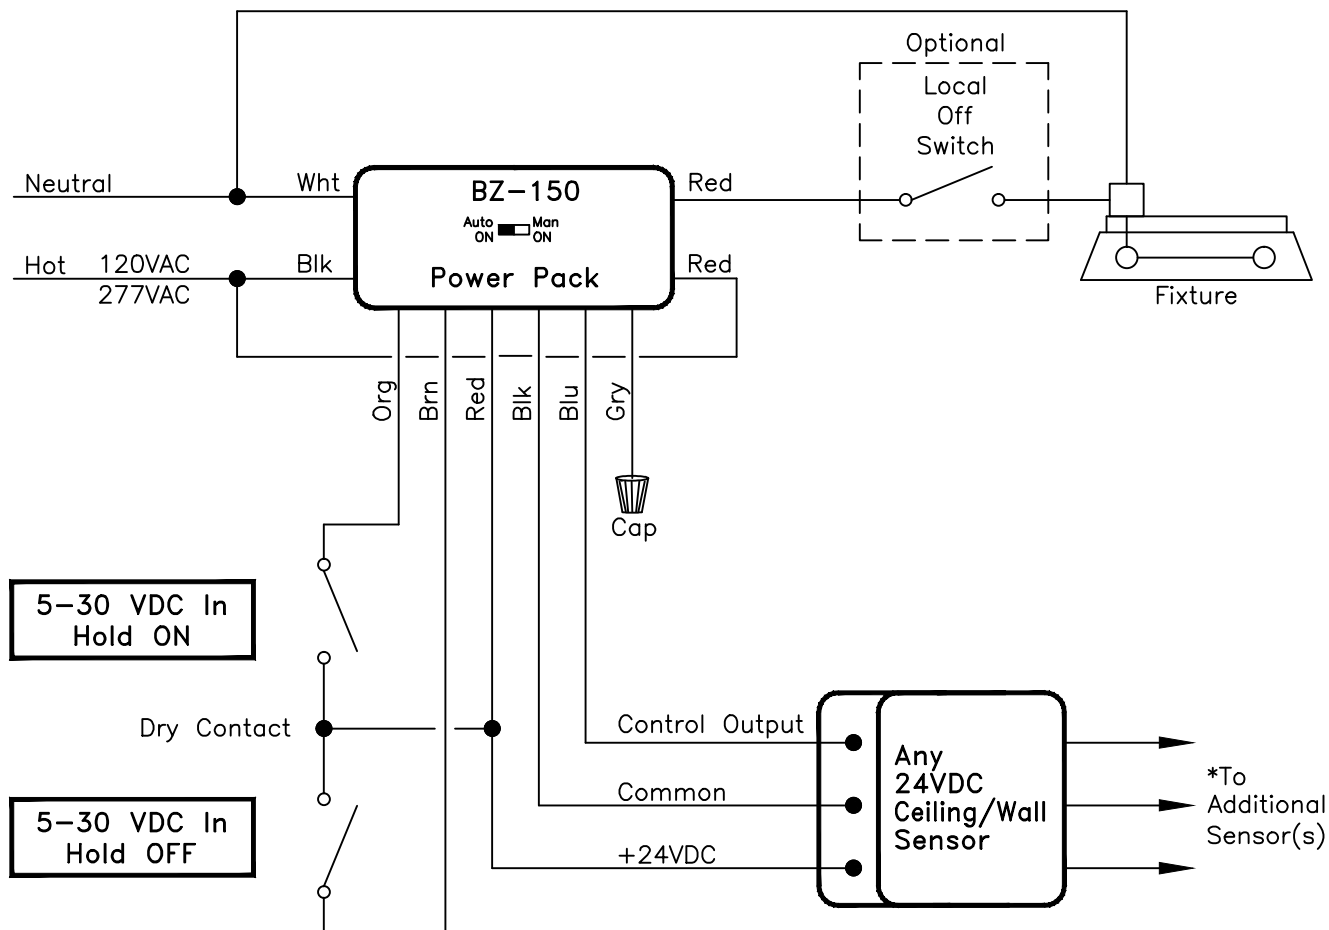 Optional
Local
Off
Switch
Neutral
Wht
BZ-150
Red
Auto
ON
Man
ON
Hot
120VAC
277VAC
Blk
Power Pack
Red
Fixture
Org
Brn
Red
Blk
Blu
Gry
Cap
5-30 VDC In
Hold ON
Dry Contact
Control Output
Any
24VDC
Ceiling/Wall
Sensor
*To
Additional
Sensor(s)
Common
5-30 VDC In
Hold OFF
+24VDC